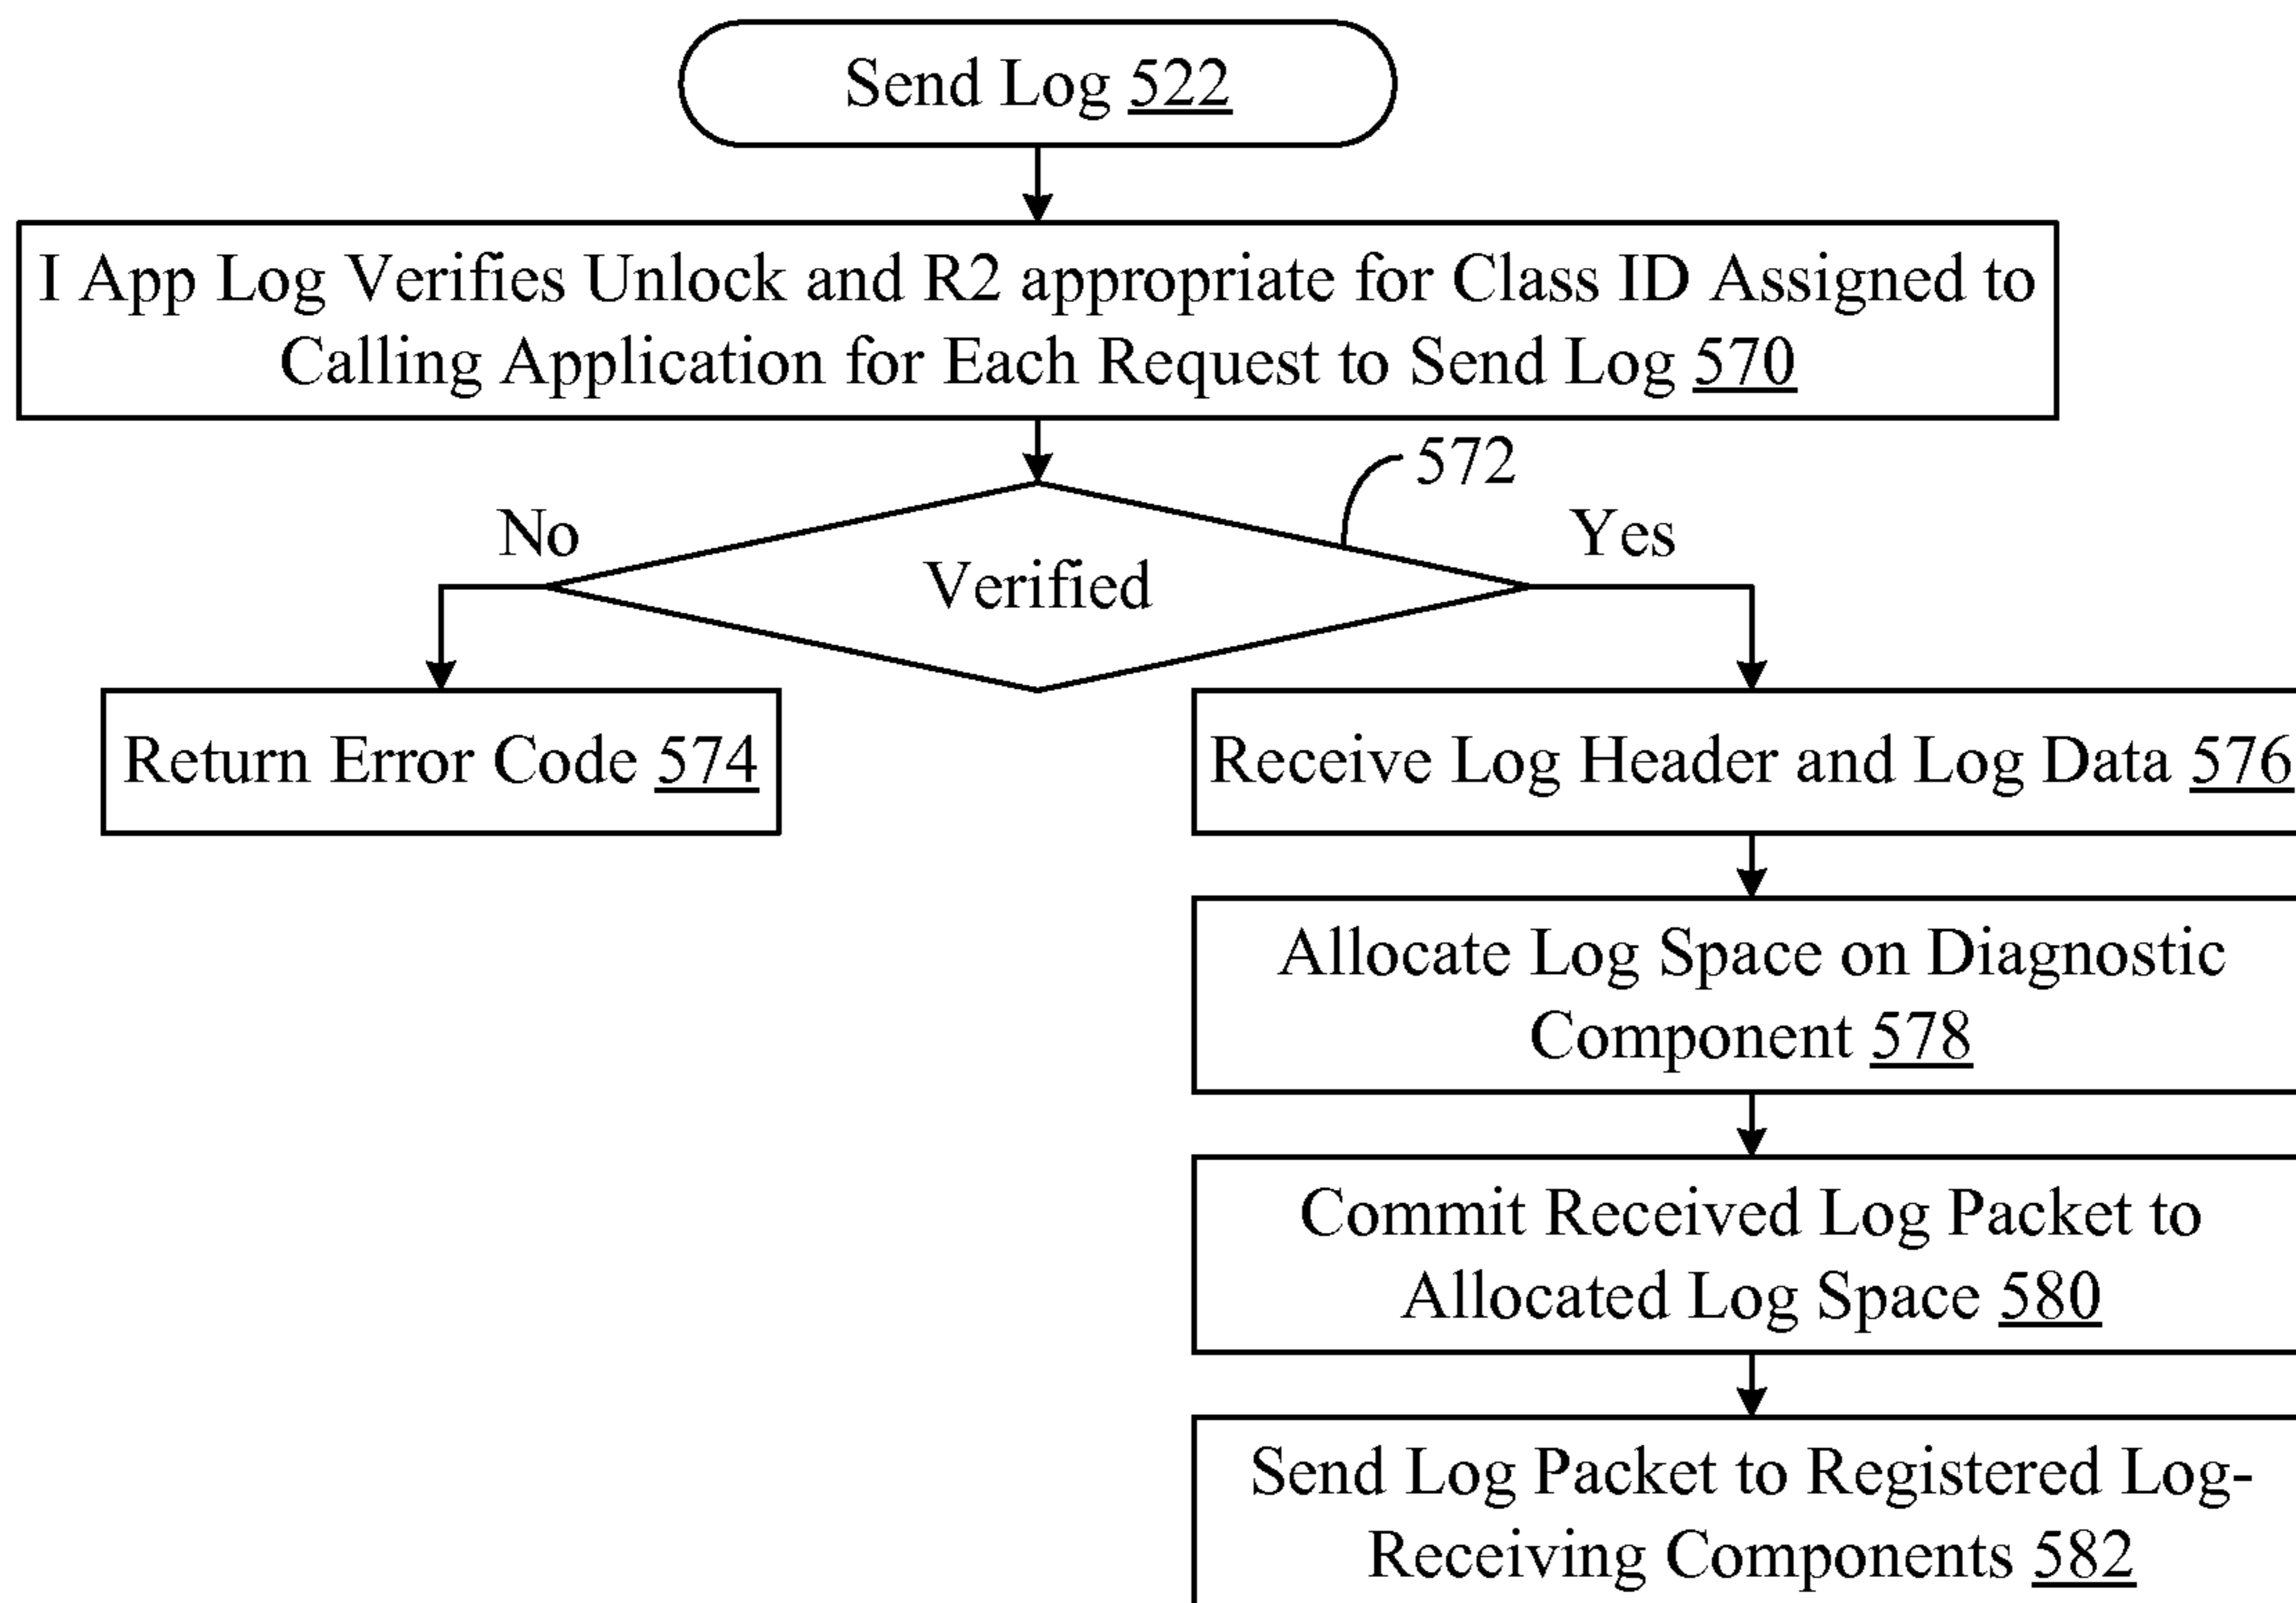 Send Log 522
I App Log Verifies Unlock and R2 appropriate for Class ID Assigned to
Calling Application for Each Request to Send Log 570
572
No
Yes
Verified
Return Error Code 574
Receive Log Header and Log Data 576
Allocate Log Space on Diagnostic
Component 578
Commit Received Log Packet to
Allocated Log Space 580
Send Log Packet to Registered Log-
Receiving Components 582